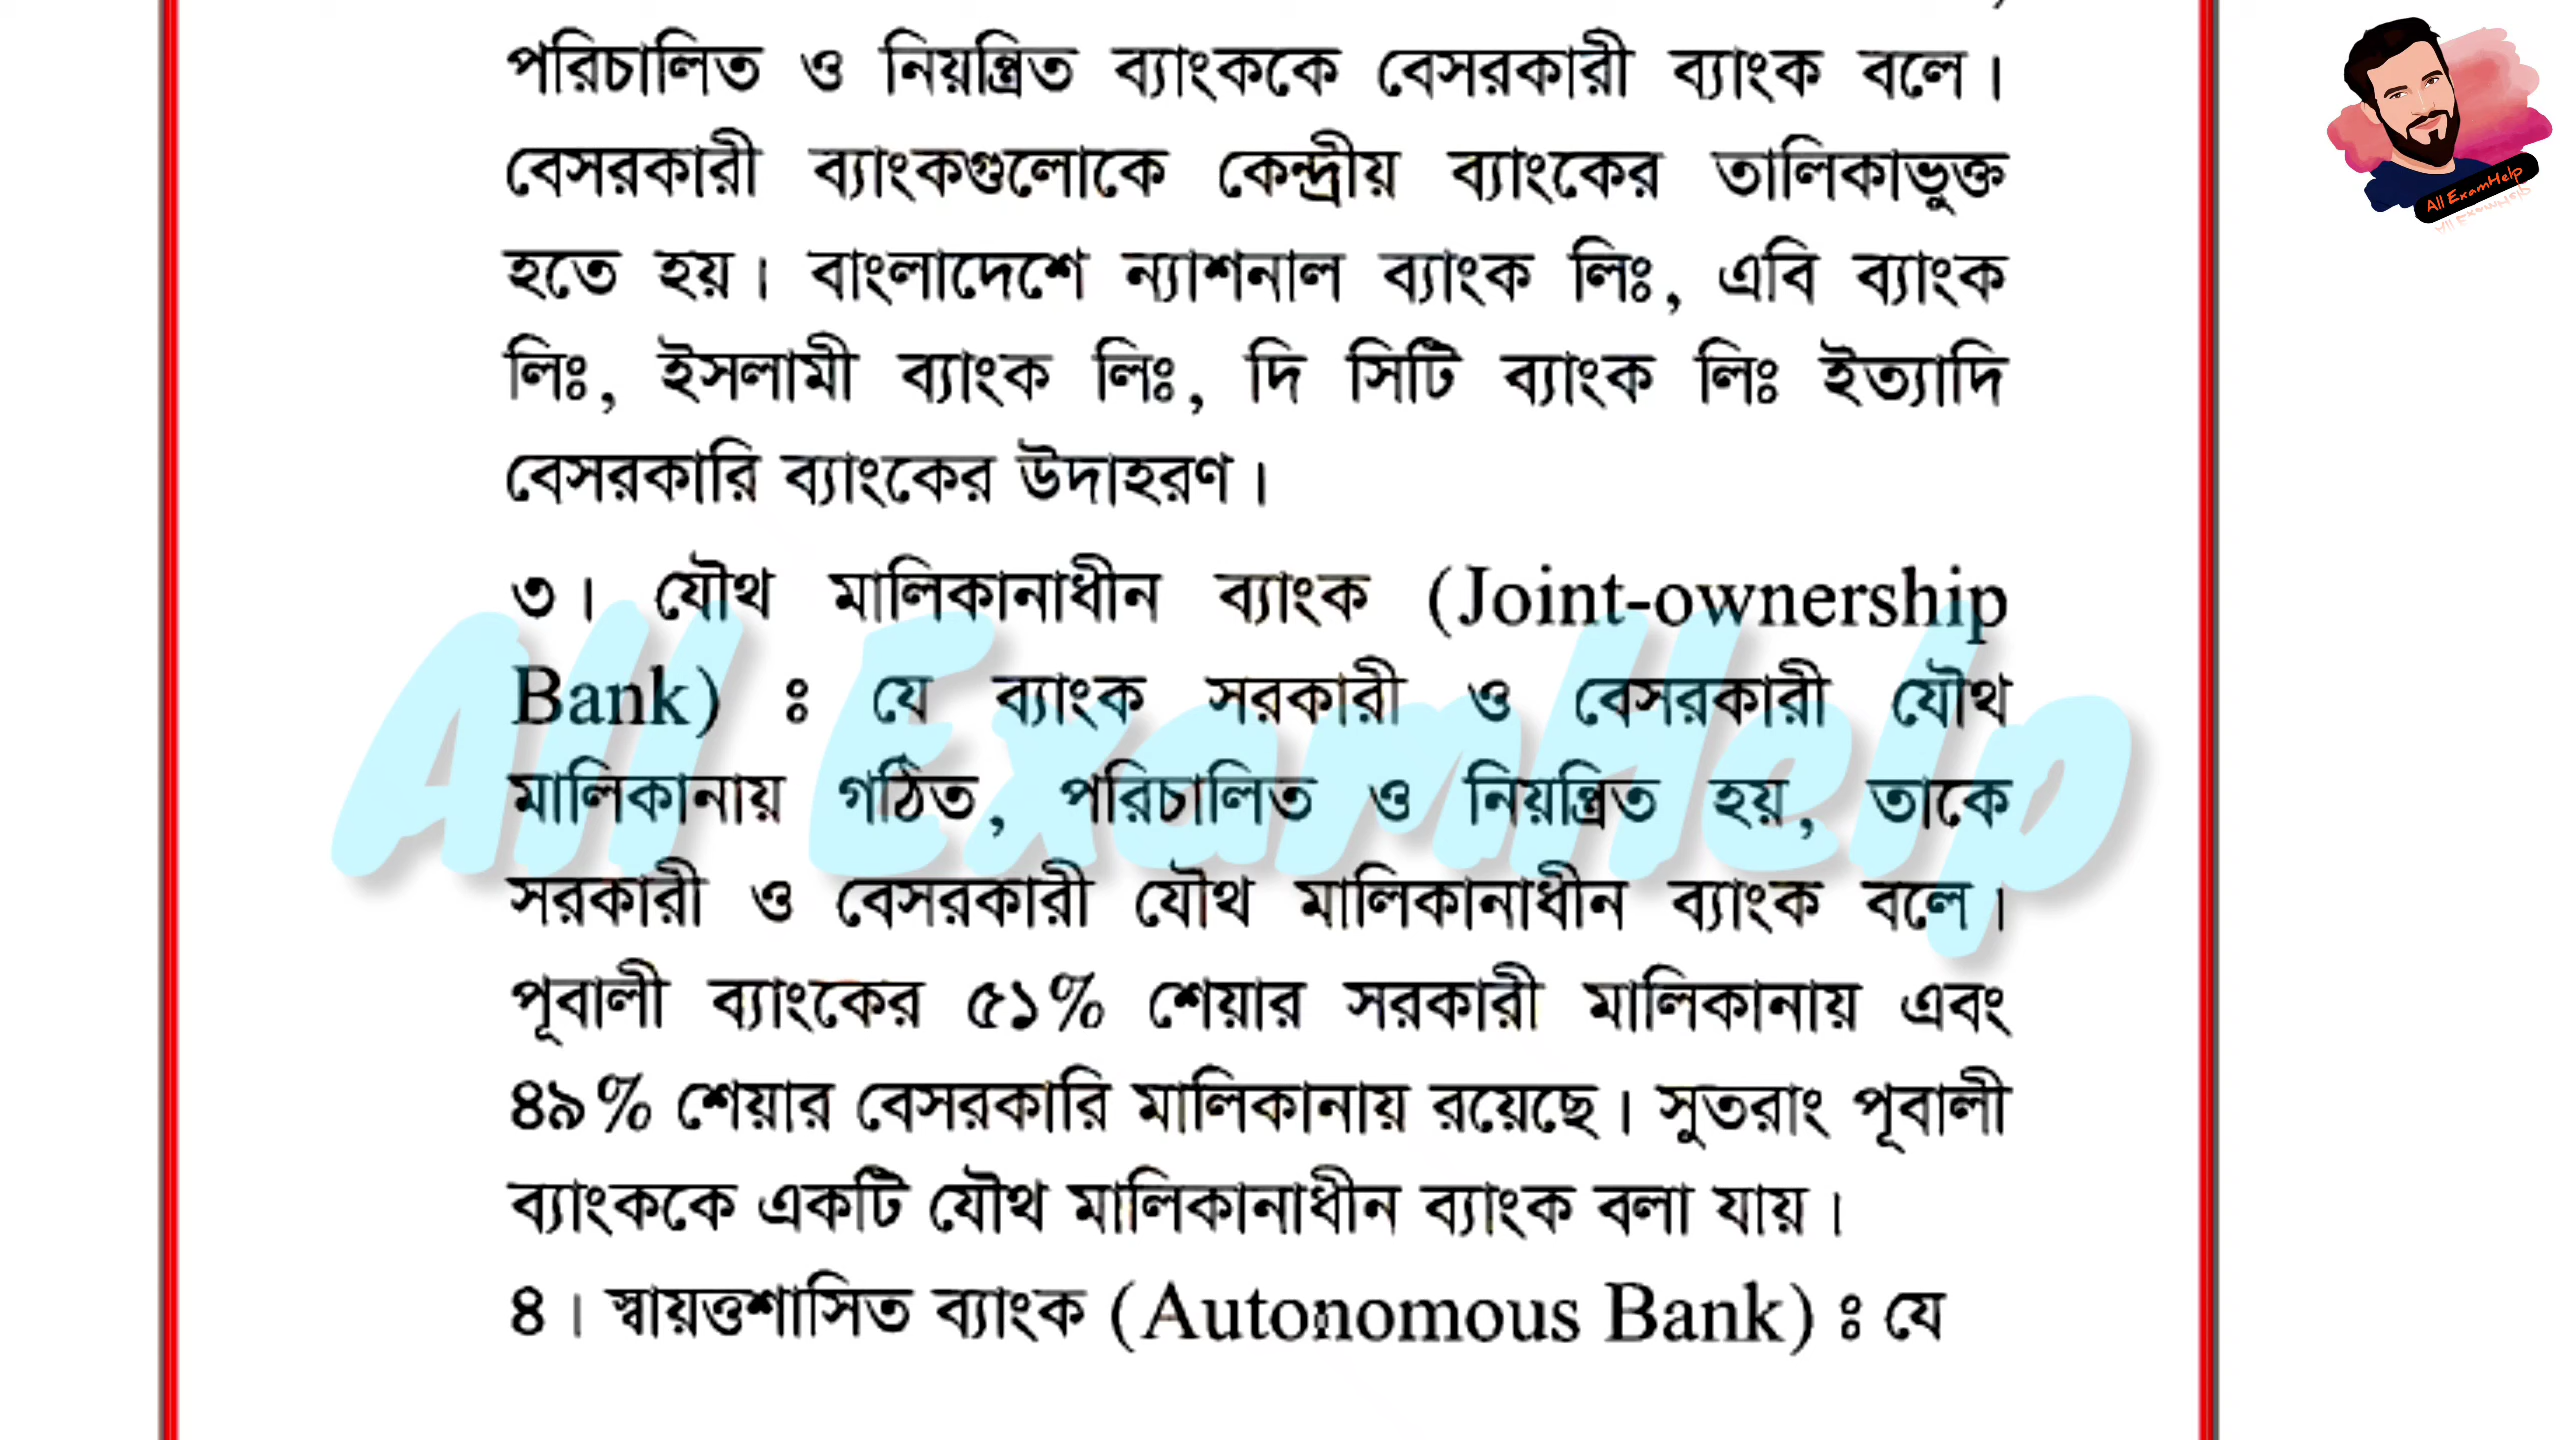 পরিচালিত ও নিয়ন্ত্রিত ব্যাংককে বেসরকারী ব্যাংক বলে।
বেসরকারী ব্যাংকগুলোকে কেন্দ্রীয় ব্যাংকের তালিকাভুক্ত
হতে হয়। বাংলাদেশে ন্যাশনাল ব্যাংক লিঃ, এবি ব্যাংক
লিঃ, ইসলামী ব্যাংক লিঃ, দি সিটি ব্যাংক লিঃ ইত্যাদি
বেসরকারি ব্যাংকের উদাহরণ।
৩। যৌথ মালিকানাধীন ব্যাংক (Joint-ownership
Bank) ঃ যে ব্যাংক সরকারী ও বেসরকারী যৌথ
মালিকানায় গঠিত, পরিচালিত ও নিয়ন্ত্রিত হয়, তাকে
সরকারী ও বেসরকারী যৌথ মালিকানাধীন ব্যাংক বলে।
পূবালী ব্যাংকের ৫১% শেয়ার সরকারী মালিকানায় এবং
৪৯% শেয়ার বেসরকারি মালিকানায় রয়েছে। সুতরাং পূবালী
ব্যাংককে একটি যৌথ মালিকানাধীন ব্যাংক বলা যায়।
৪। স্বায়ত্তশাসিত ব্যাংক (Autonomous Bank) ঃ যে
All ExamHelp
All ExamHelp